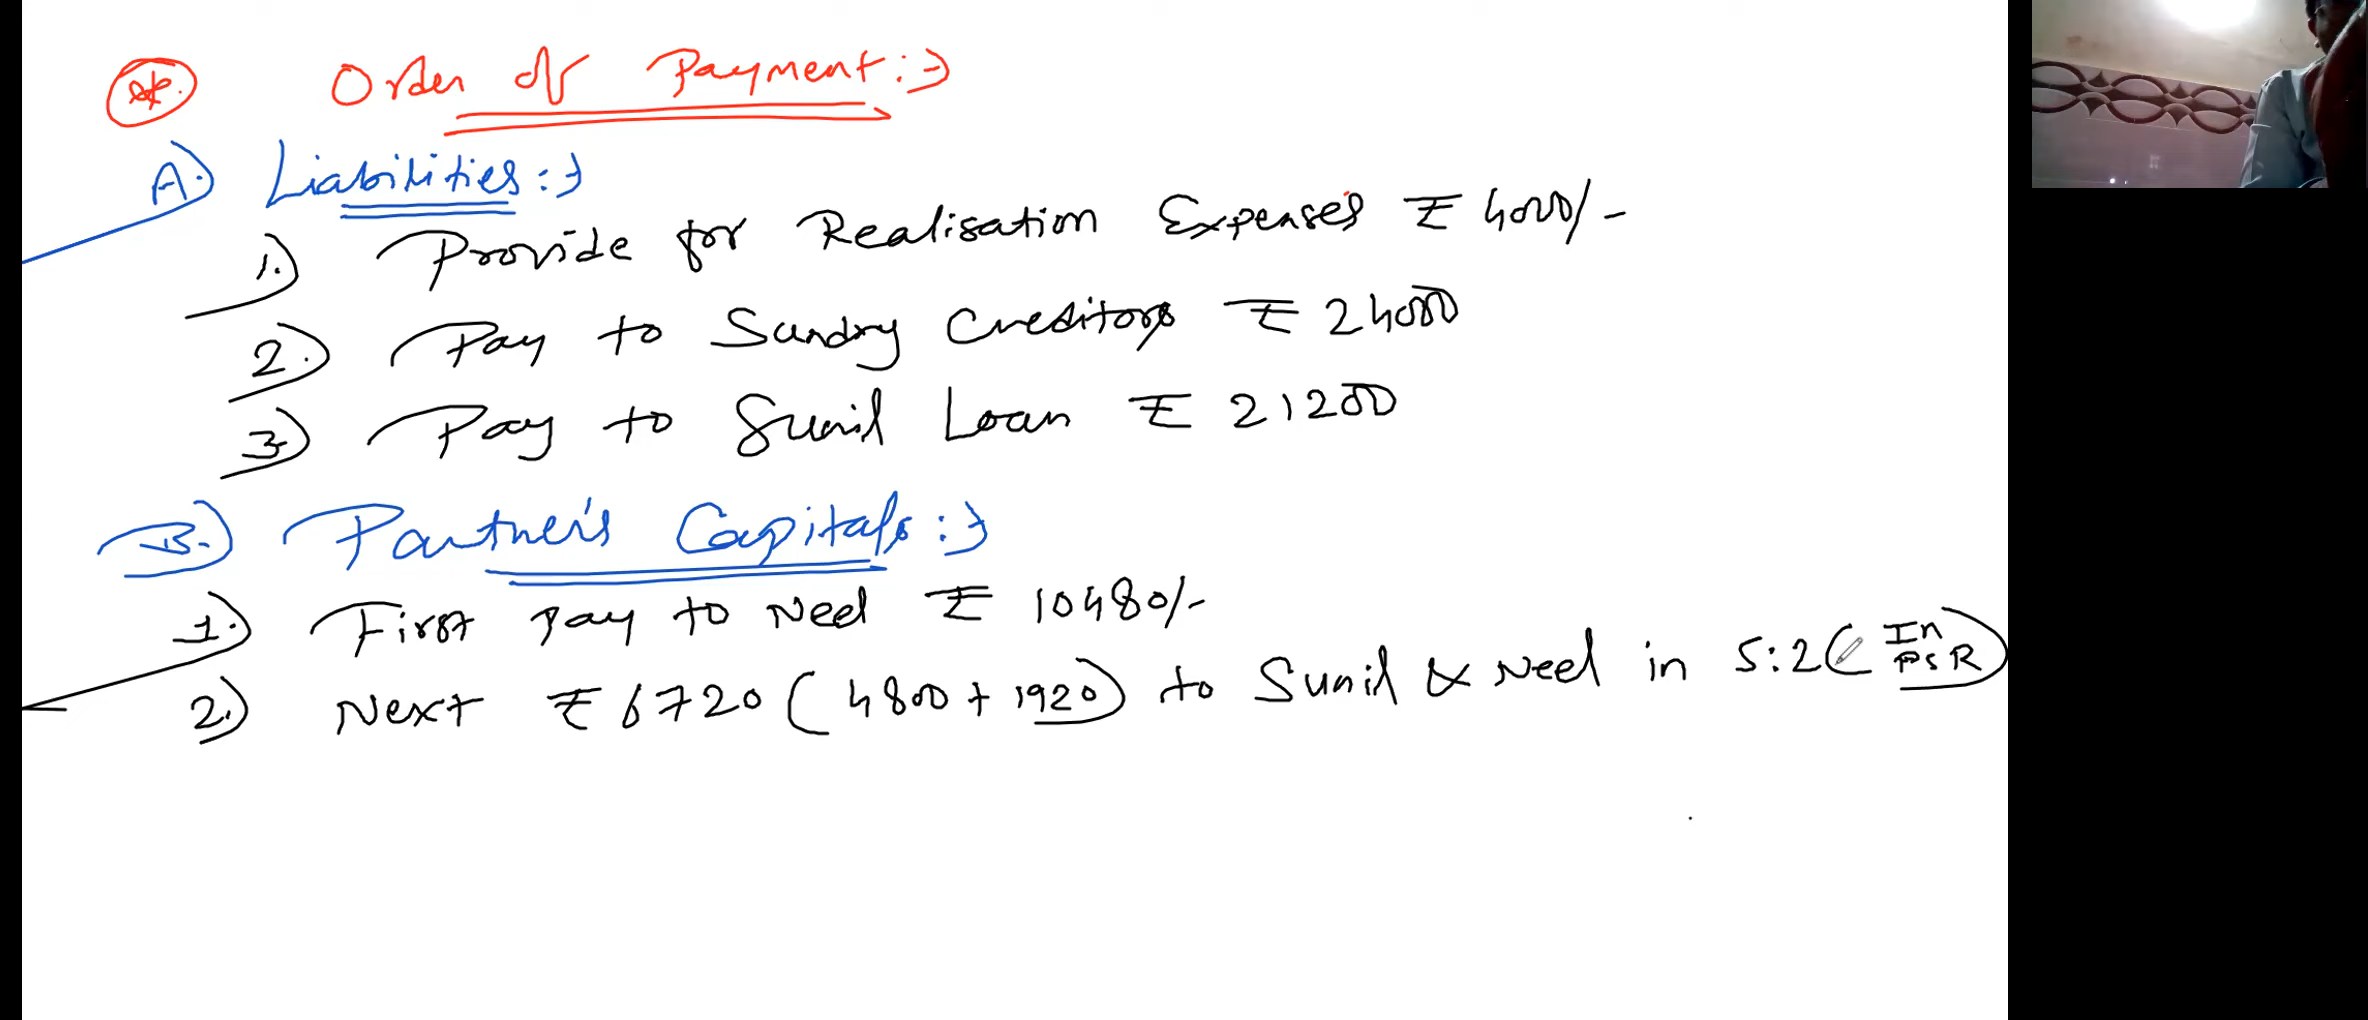 * Order of Payment :-)
A.) Liabilities :-)
1.) Provide for Realisation Expenses ₹ 4000/-
2.) Pay to Sundry Creditors ₹ 24000
3.) Pay to Sunil Loan ₹ 21200
B.) Partner's Capitals :-)
1.) First Pay to Neel ₹ 10480/-
2.) Next ₹ 6720 (4800 + 1920) to Sunil & Neel in 5:2 (In PSR)